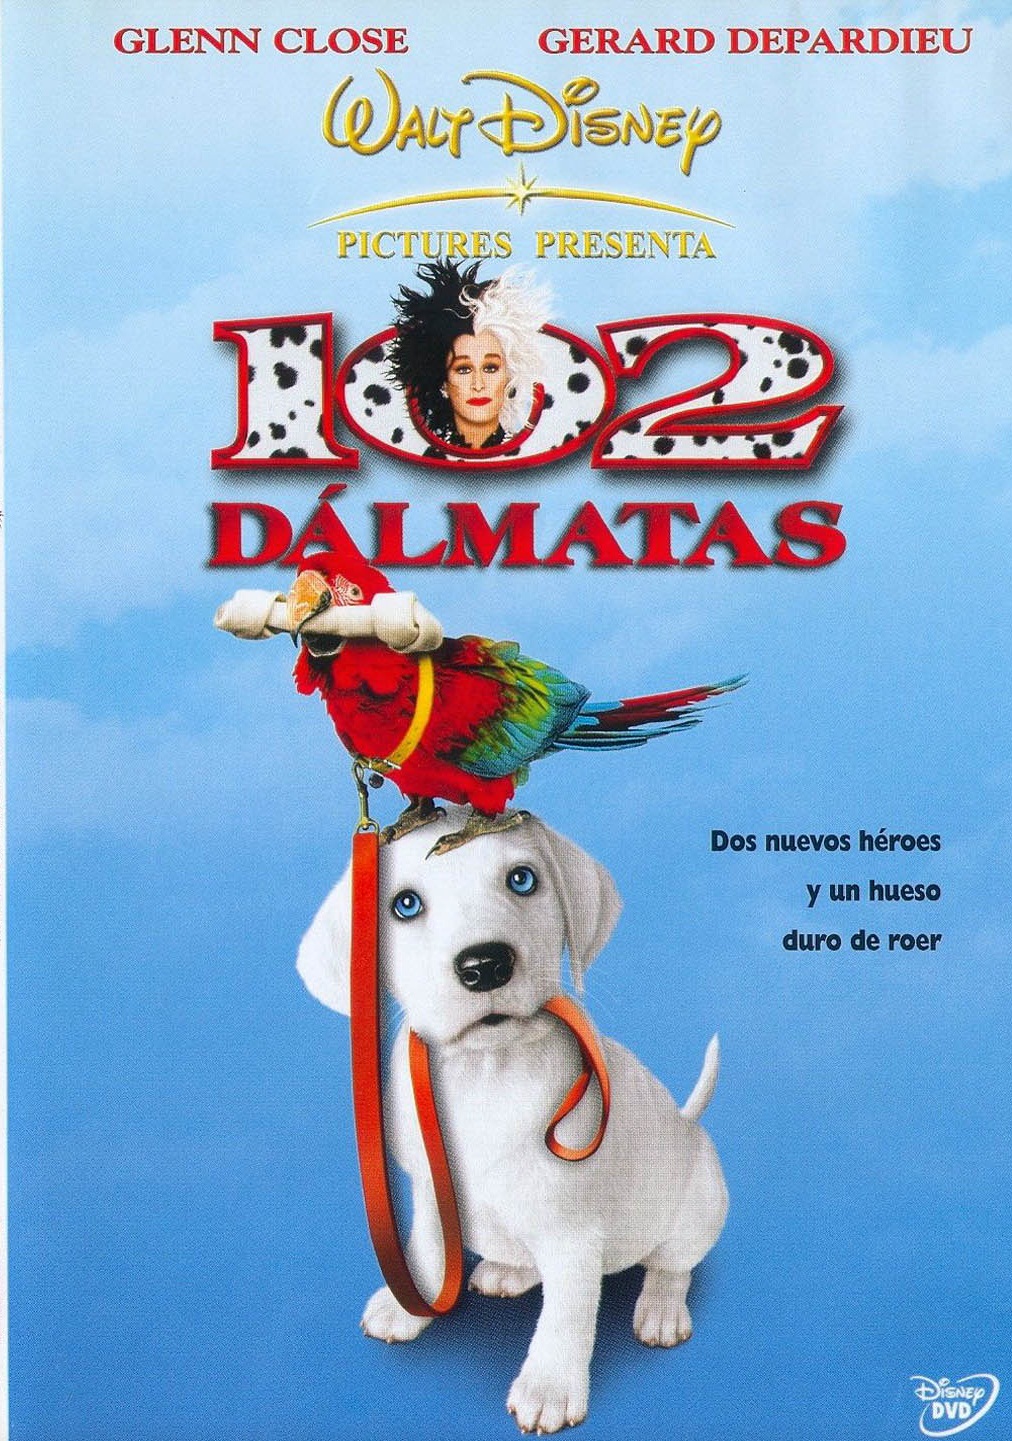 GLENN CLOSE GERARD DEPARDIEU
WALT DISNEY
PICTURES PRESENTA
102
DÁLMATAS
Dos nuevos héroes
y un hueso
duro de roer
DISNEY
DVD